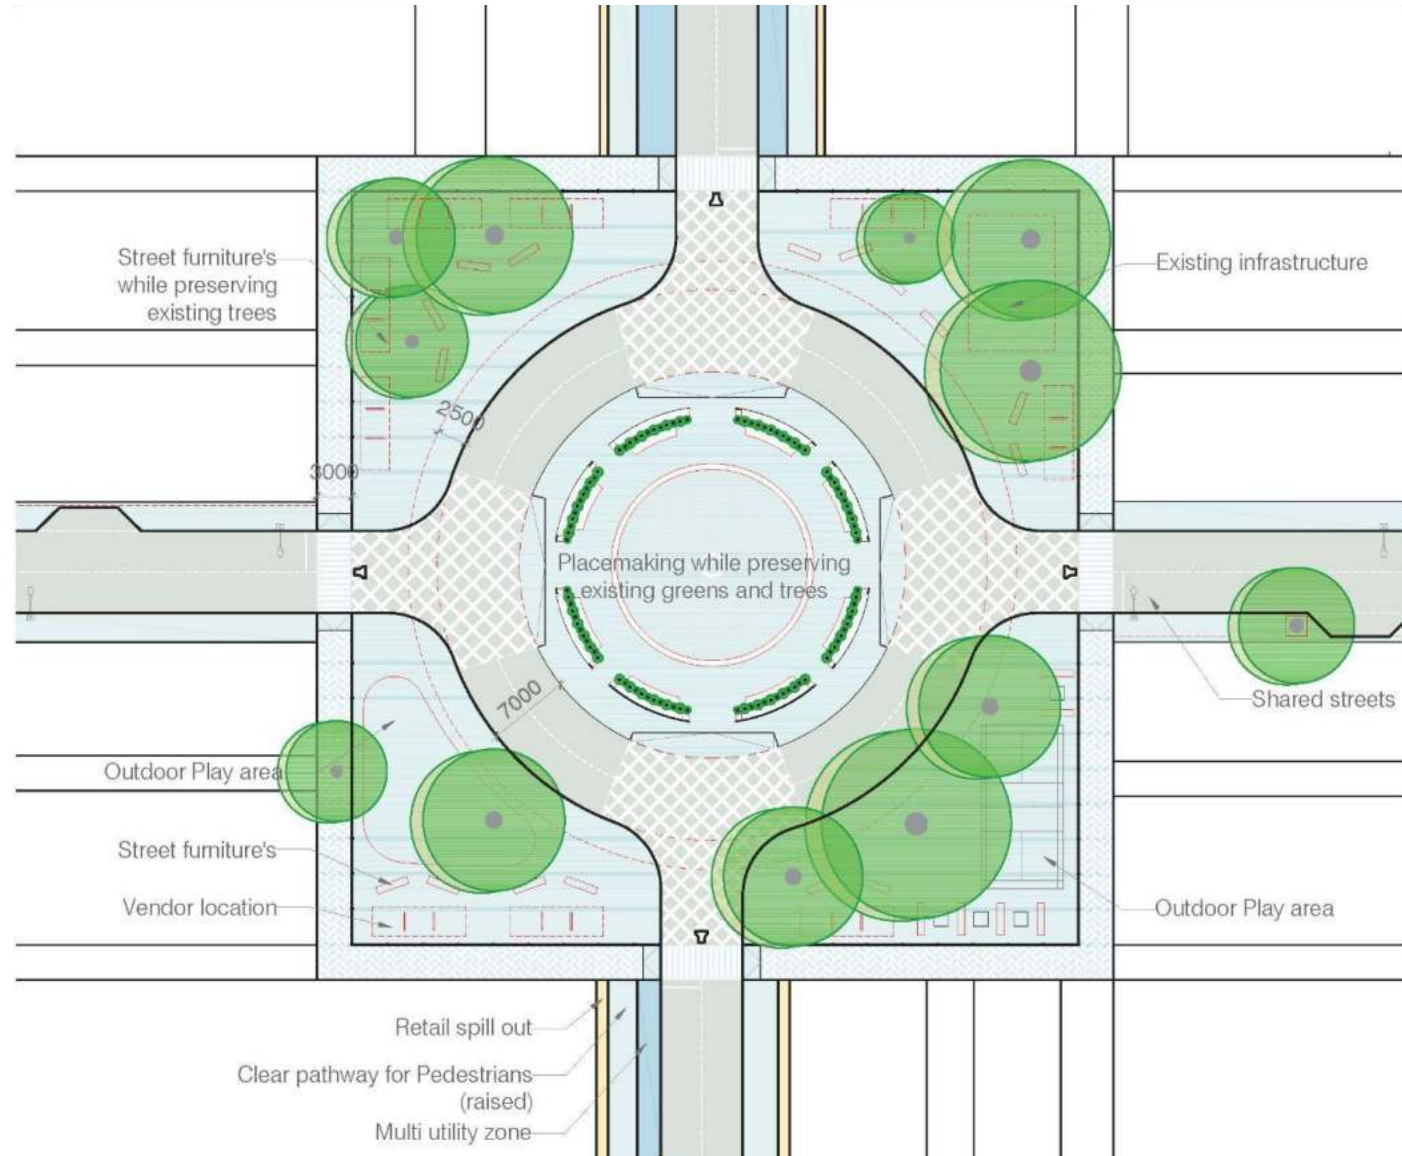 Street furniture's
while preserving
existing trees
Existing infrastructure
2500
3000
Placemaking while preserving
existing greens and trees
7000
Shared streets
Outdoor Play area
Street furniture's
Vendor location
Outdoor Play area
Retail spill out
Clear pathway for Pedestrians
(raised)
Multi utility zone